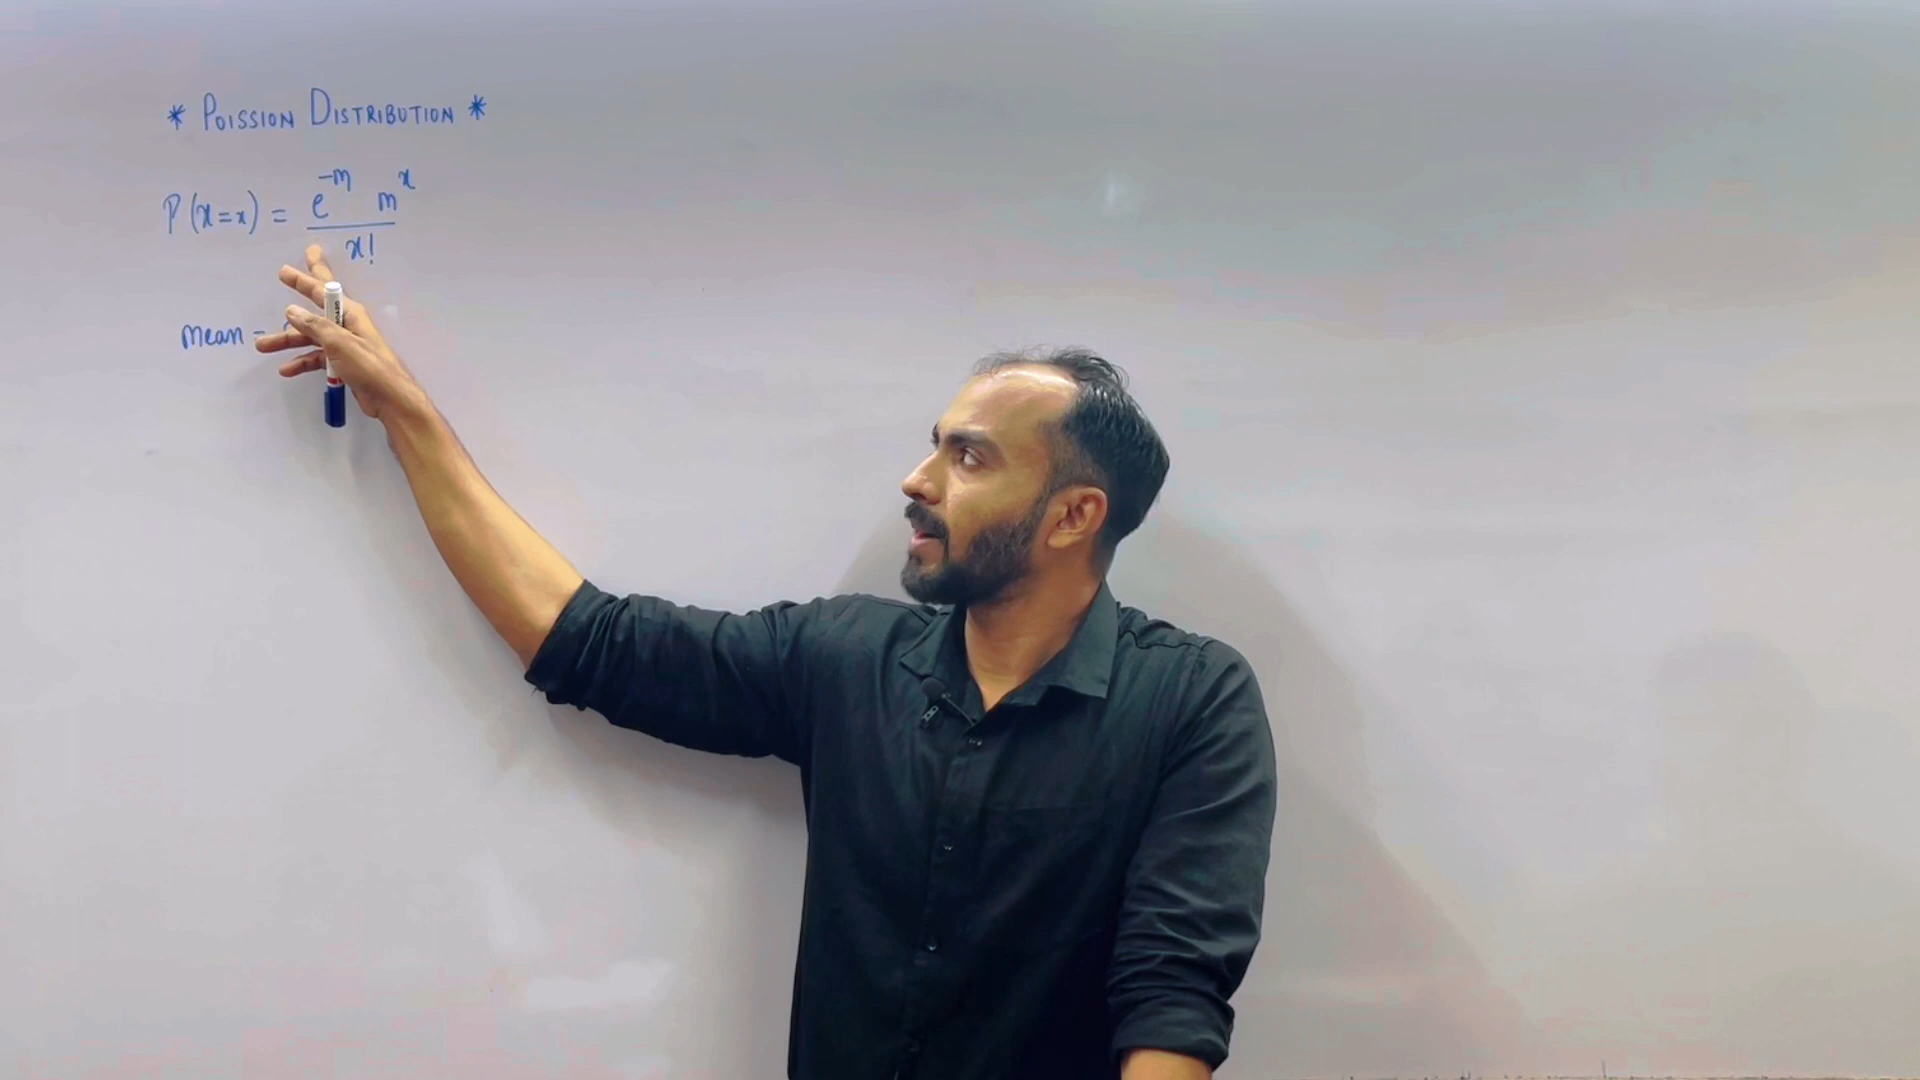 * POISSION DISTRIBUTION *
P(x=x) = e^{-m} m^x / x!
mean =